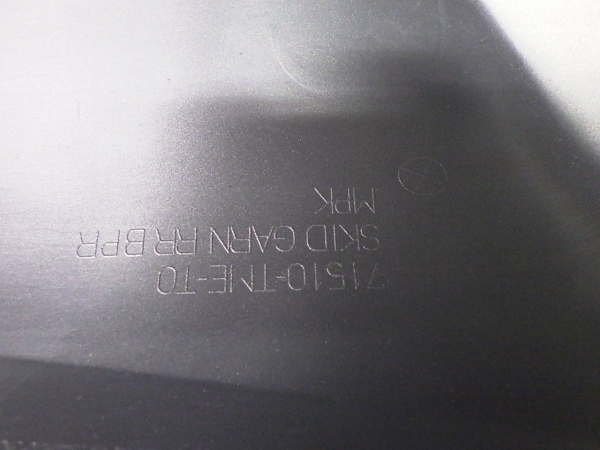 71510-TME-T0
SKID GARN RR BPR
MPK